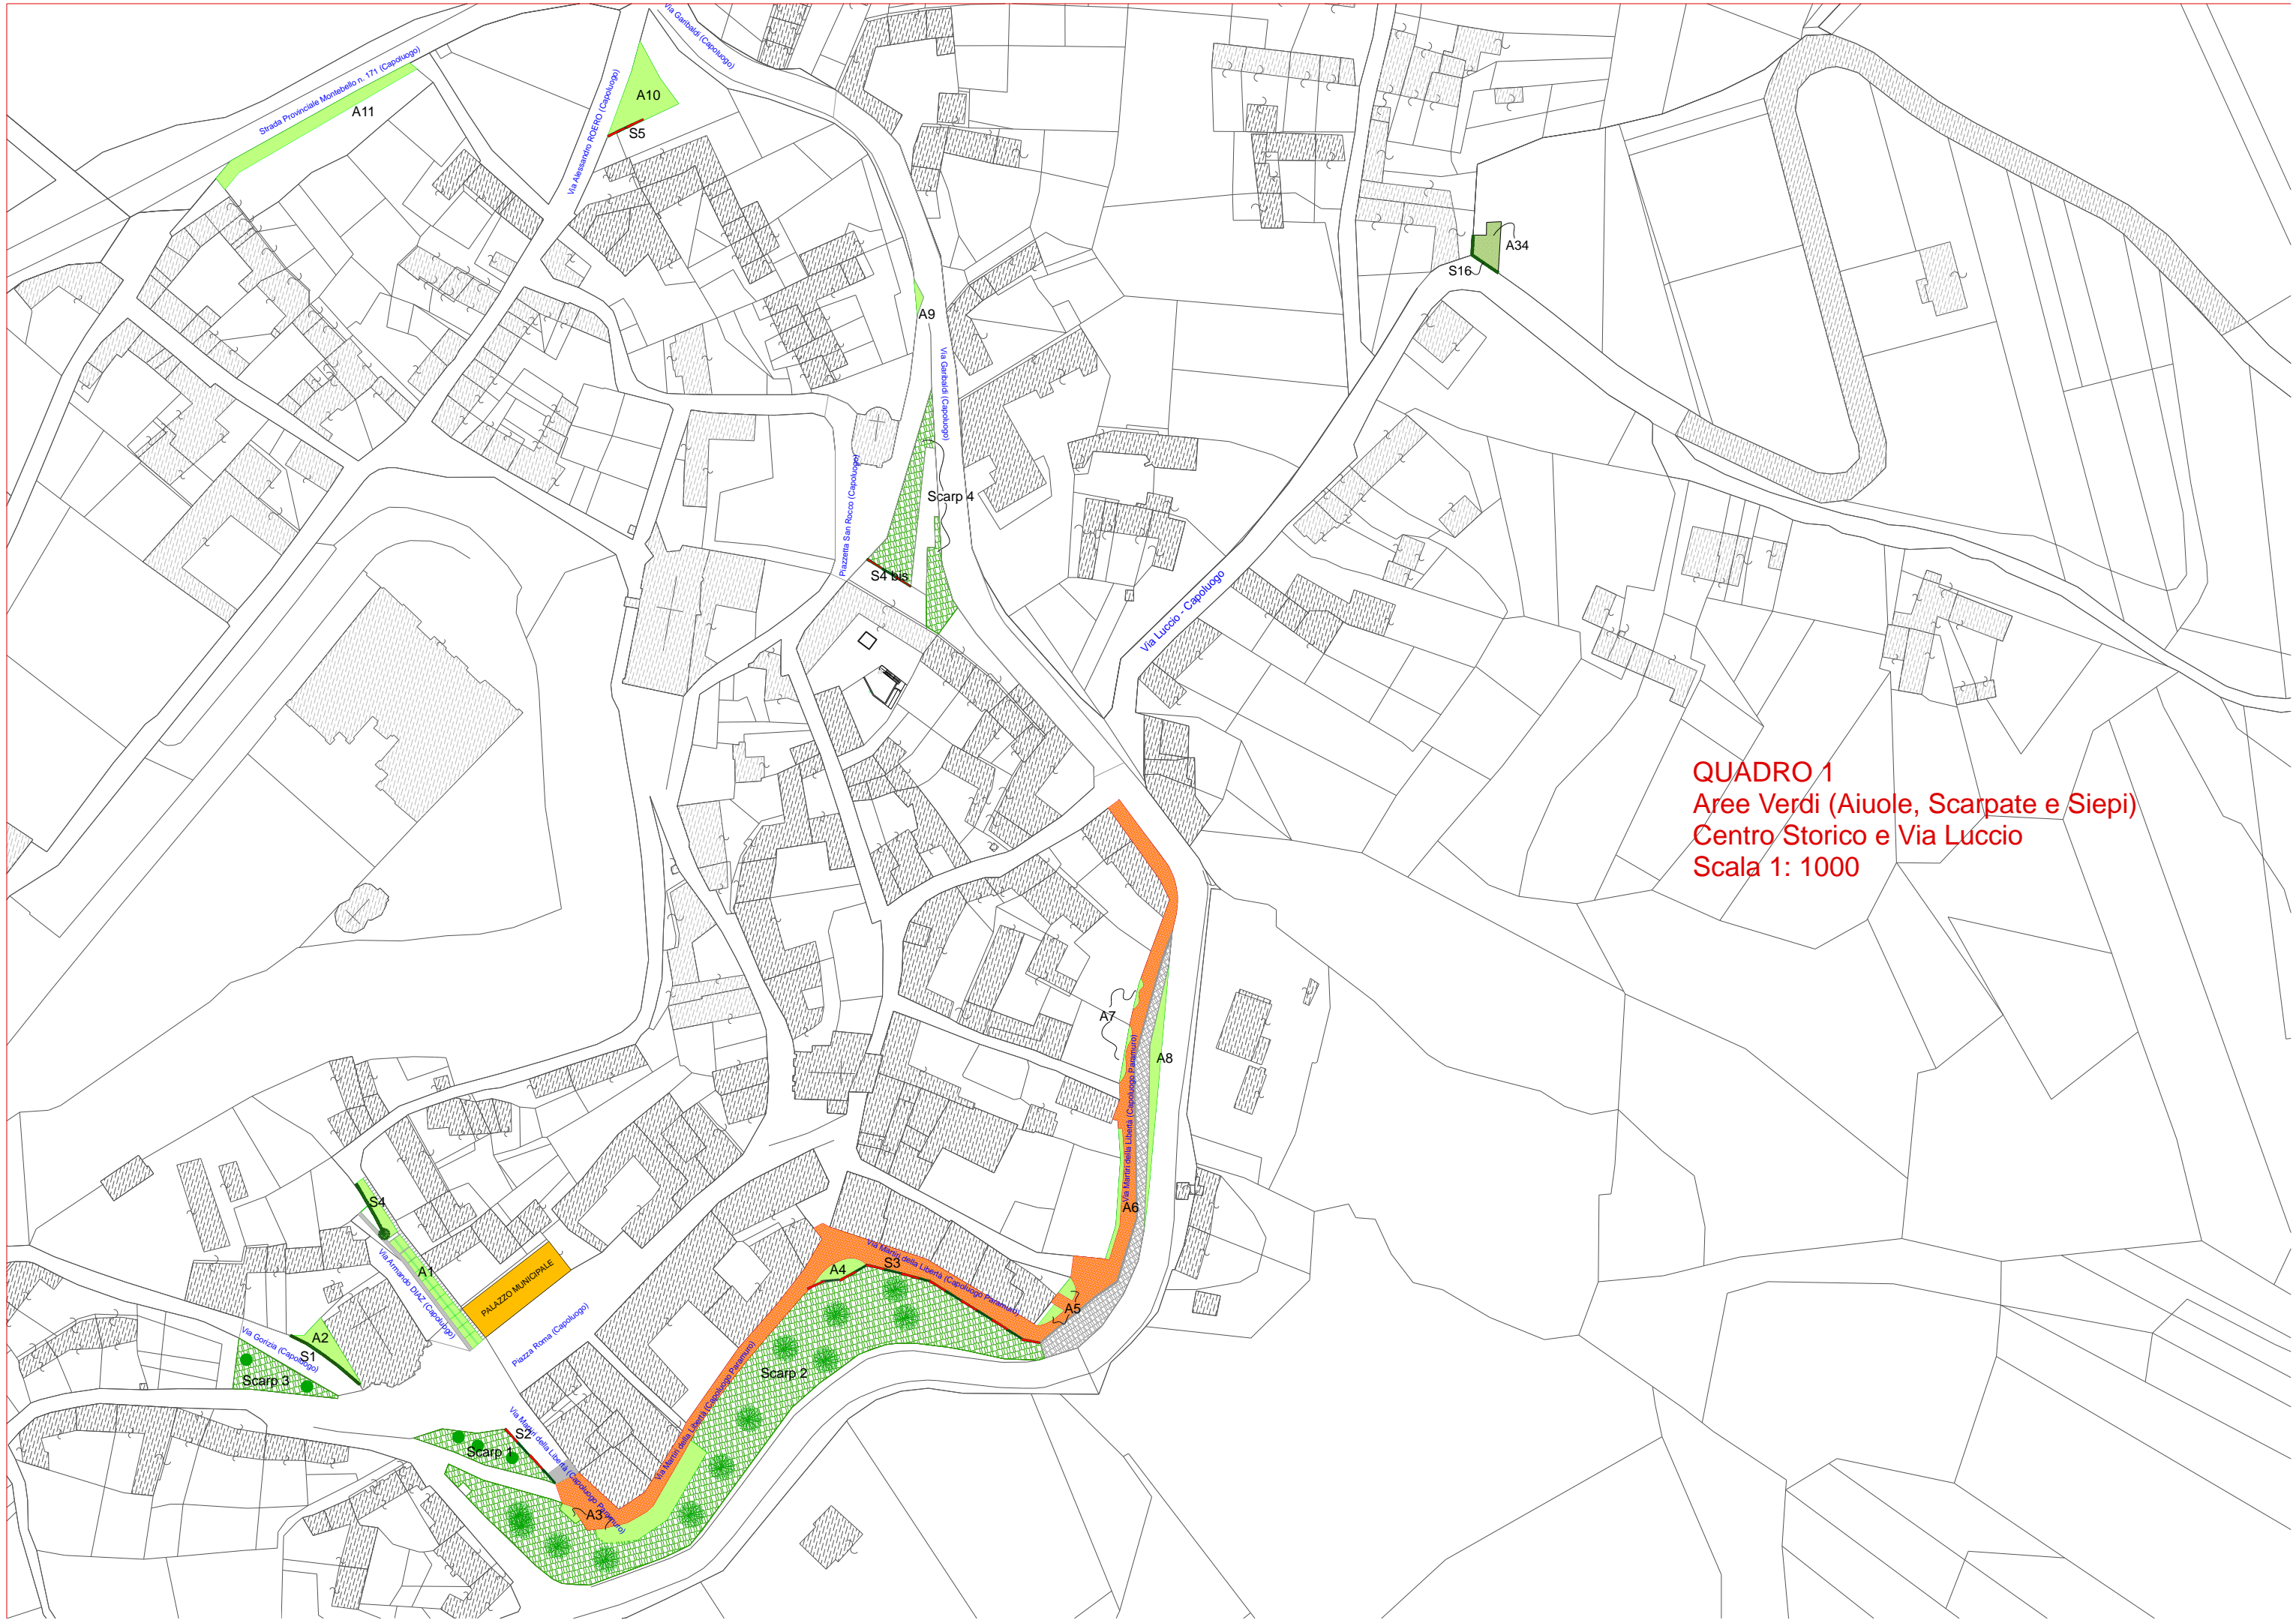 Via Garibaldi (Capoluogo)
Strada Provinciale Montebello n. 171 (Capoluogo)
A11
Via Alessandro ROERO (Capoluogo)
A10
S5
A34
S16
A9
Via Garibaldi (Capoluogo)
Piazzetta San Rocco (Capoluogo)
Scarp 4
S4 bis
Via Luccio - Capoluogo
QUADRO 1
Aree Verdi (Aiuole, Scarpate e Siepi)
Centro Storico e Via Luccio
Scala 1: 1000
A7
A8
Via Martiri della Libertà (Capoluogo Paramuro)
A6
S4
Via Armando DIAZ (Capoluogo)
A1
PALAZZO MUNICIPALE
Via Martiri della Libertà (Capoluogo Paramuro)
S3
A4
A5
Via Gorizia (Capoluogo)
A2
S1
Scarp 3
Piazza Roma (Capoluogo)
Via Martiri della Libertà (Capoluogo Paramuro)
Scarp 2
S2
Scarp 1
Via Martiri della Libertà (Capoluogo Paramuro)
A3